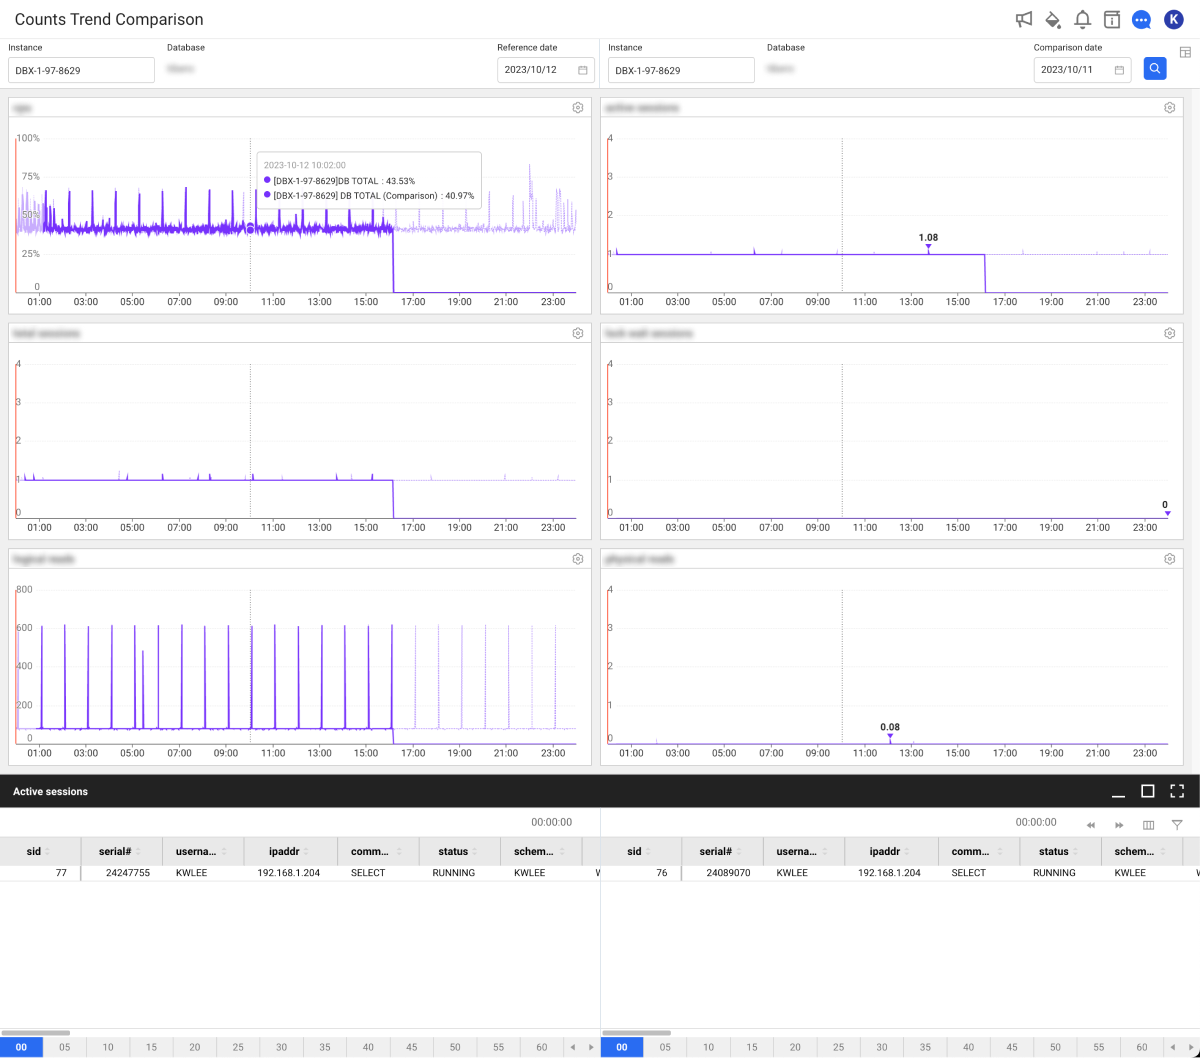 Counts Trend Comparison
K
Instance Database Reference date Instance Database Comparison date
DBX-1-97-8629 2023/10/12 DBX-1-97-8629 2023/10/11
100%
75%
50%
25%
0
2023-10-12 10:02:00
[DBX-1-97-8629]DB TOTAL : 43.53%
[DBX-1-97-8629] DB TOTAL (Comparison) : 40.97%
01:00 03:00 05:00 07:00 09:00 11:00 13:00 15:00 17:00 19:00 21:00 23:00
active sessions
4
3
2
1.08
1
0
01:00 03:00 05:00 07:00 09:00 11:00 13:00 15:00 17:00 19:00 21:00 23:00
total sessions
4
3
2
1
0
01:00 03:00 05:00 07:00 09:00 11:00 13:00 15:00 17:00 19:00 21:00 23:00
lock wait sessions
4
3
2
1
0
0
01:00 03:00 05:00 07:00 09:00 11:00 13:00 15:00 17:00 19:00 21:00 23:00
logical reads
800
600
400
200
0
01:00 03:00 05:00 07:00 09:00 11:00 13:00 15:00 17:00 19:00 21:00 23:00
physical reads
4
3
2
1
0.08
0
01:00 03:00 05:00 07:00 09:00 11:00 13:00 15:00 17:00 19:00 21:00 23:00
Active sessions
00:00:00 00:00:00
sid serial# userna... ipaddr comm... status schem... sid serial# userna... ipaddr comm... status schem...
77 24247755 KWLEE 192.168.1.204 SELECT RUNNING KWLEE 76 24089070 KWLEE 192.168.1.204 SELECT RUNNING KWLEE
00 05 10 15 20 25 30 35 40 45 50 55 60 00 05 10 15 20 25 30 35 40 45 50 55 60